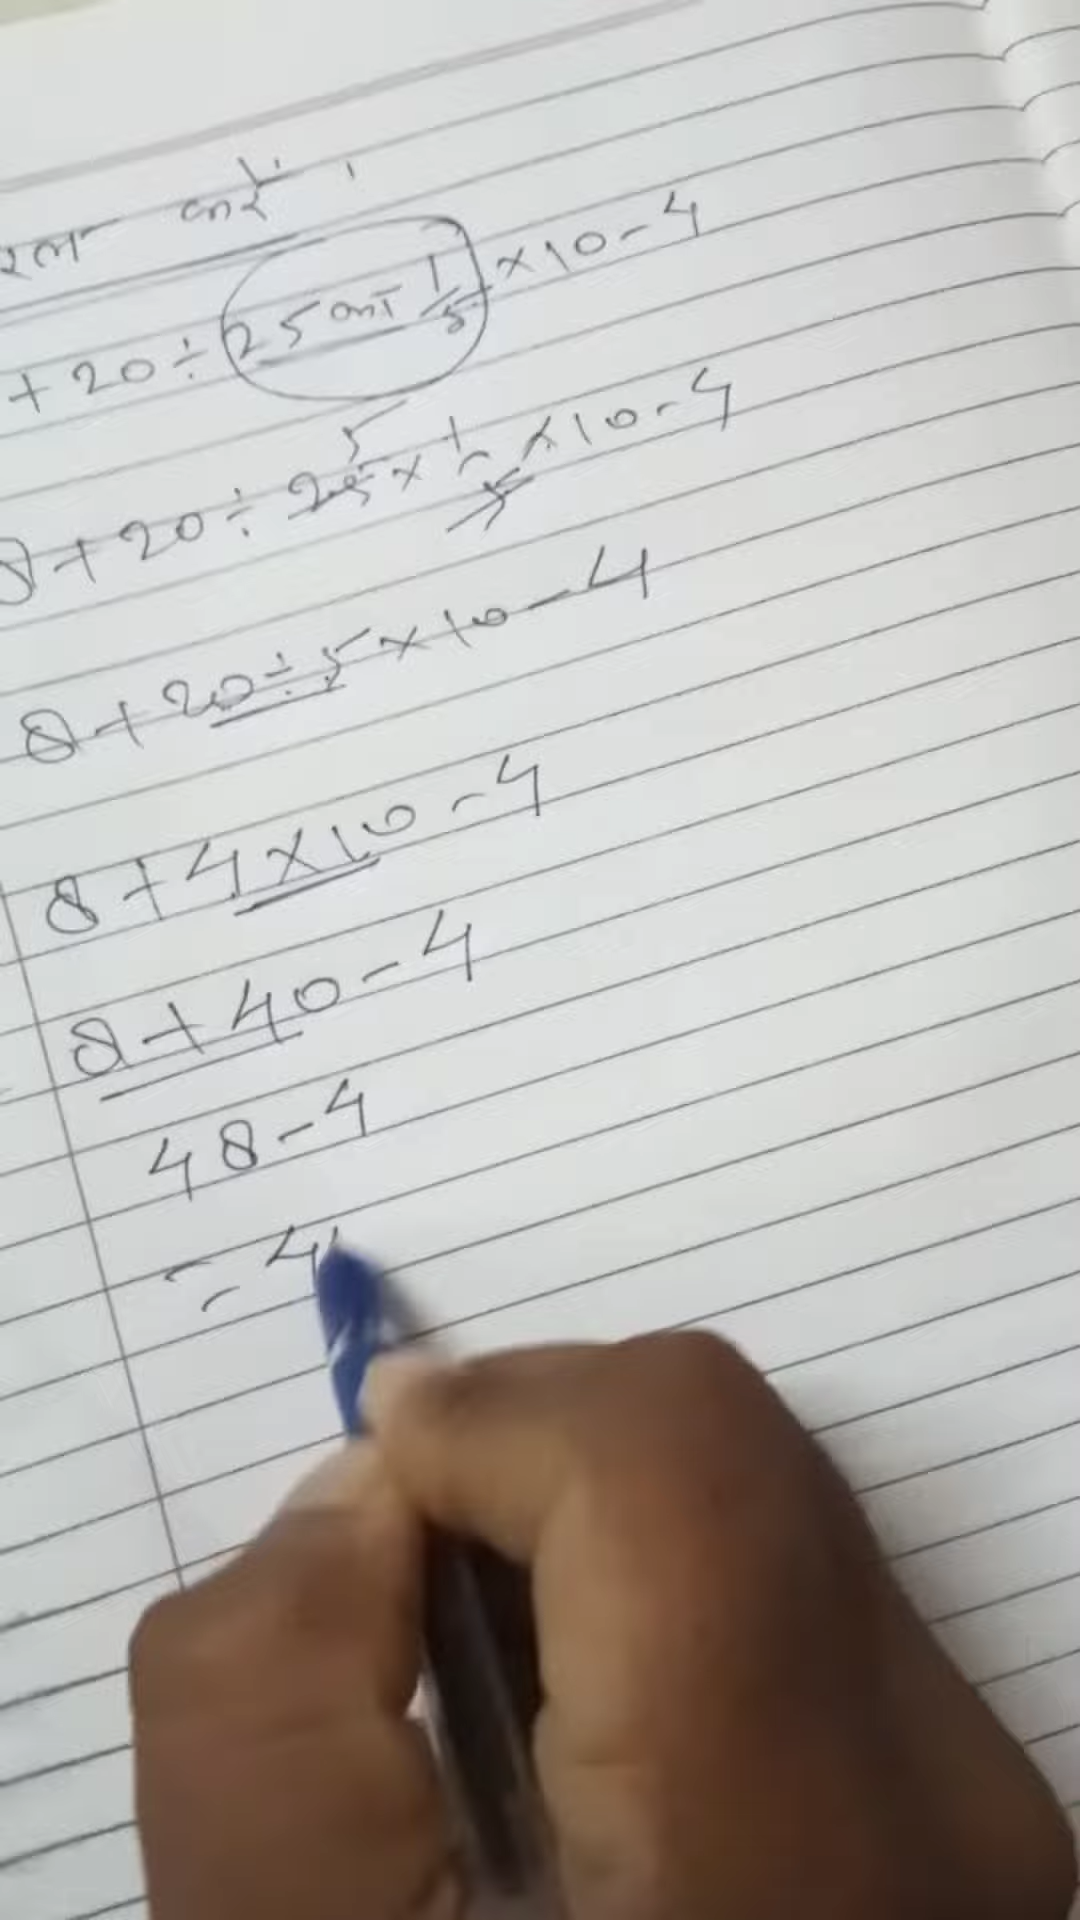 करें ।
+ 20 ÷ 25 का 1/5 × 10 - 4
8 + 20 ÷ 25 5 × 1/5 × 10 - 4
8 + 20 ÷ 5 × 10 - 4
8 + 4 × 10 - 4
8 + 40 - 4
48 - 4
= 4